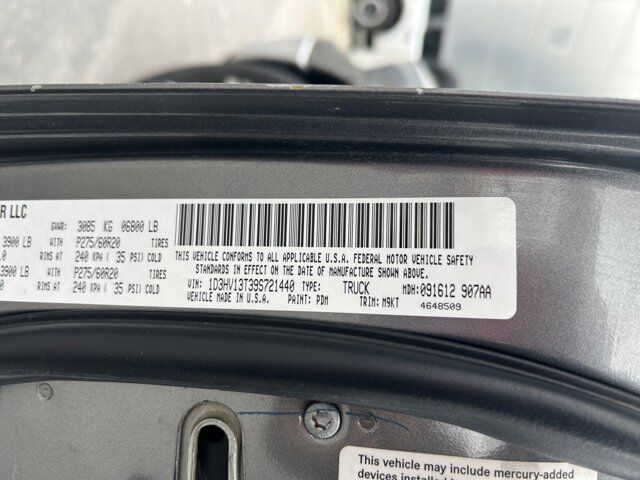 R LLC
GVWR: 3085 KG 06800 LB
3900 LB WITH P275/60R20 TIRES
.0 RIMS AT 240 KPA ( 35 PSI) COLD
3900 LB WITH P275/60R20 TIRES
0 RIMS AT 240 KPA ( 35 PSI) COLD
THIS VEHICLE CONFORMS TO ALL APPLICABLE U.S.A. FEDERAL MOTOR VEHICLE SAFETY
STANDARDS IN EFFECT ON THE DATE OF MANUFACTURE SHOWN ABOVE.
VIN: 1D3HV13T39S721440 TYPE: TRUCK MDH: 091612 907AA
VEHICLE MADE IN U.S.A. PAINT: PDM TRIM: M9KT 4648509
This vehicle may include mercury-added
devices installed